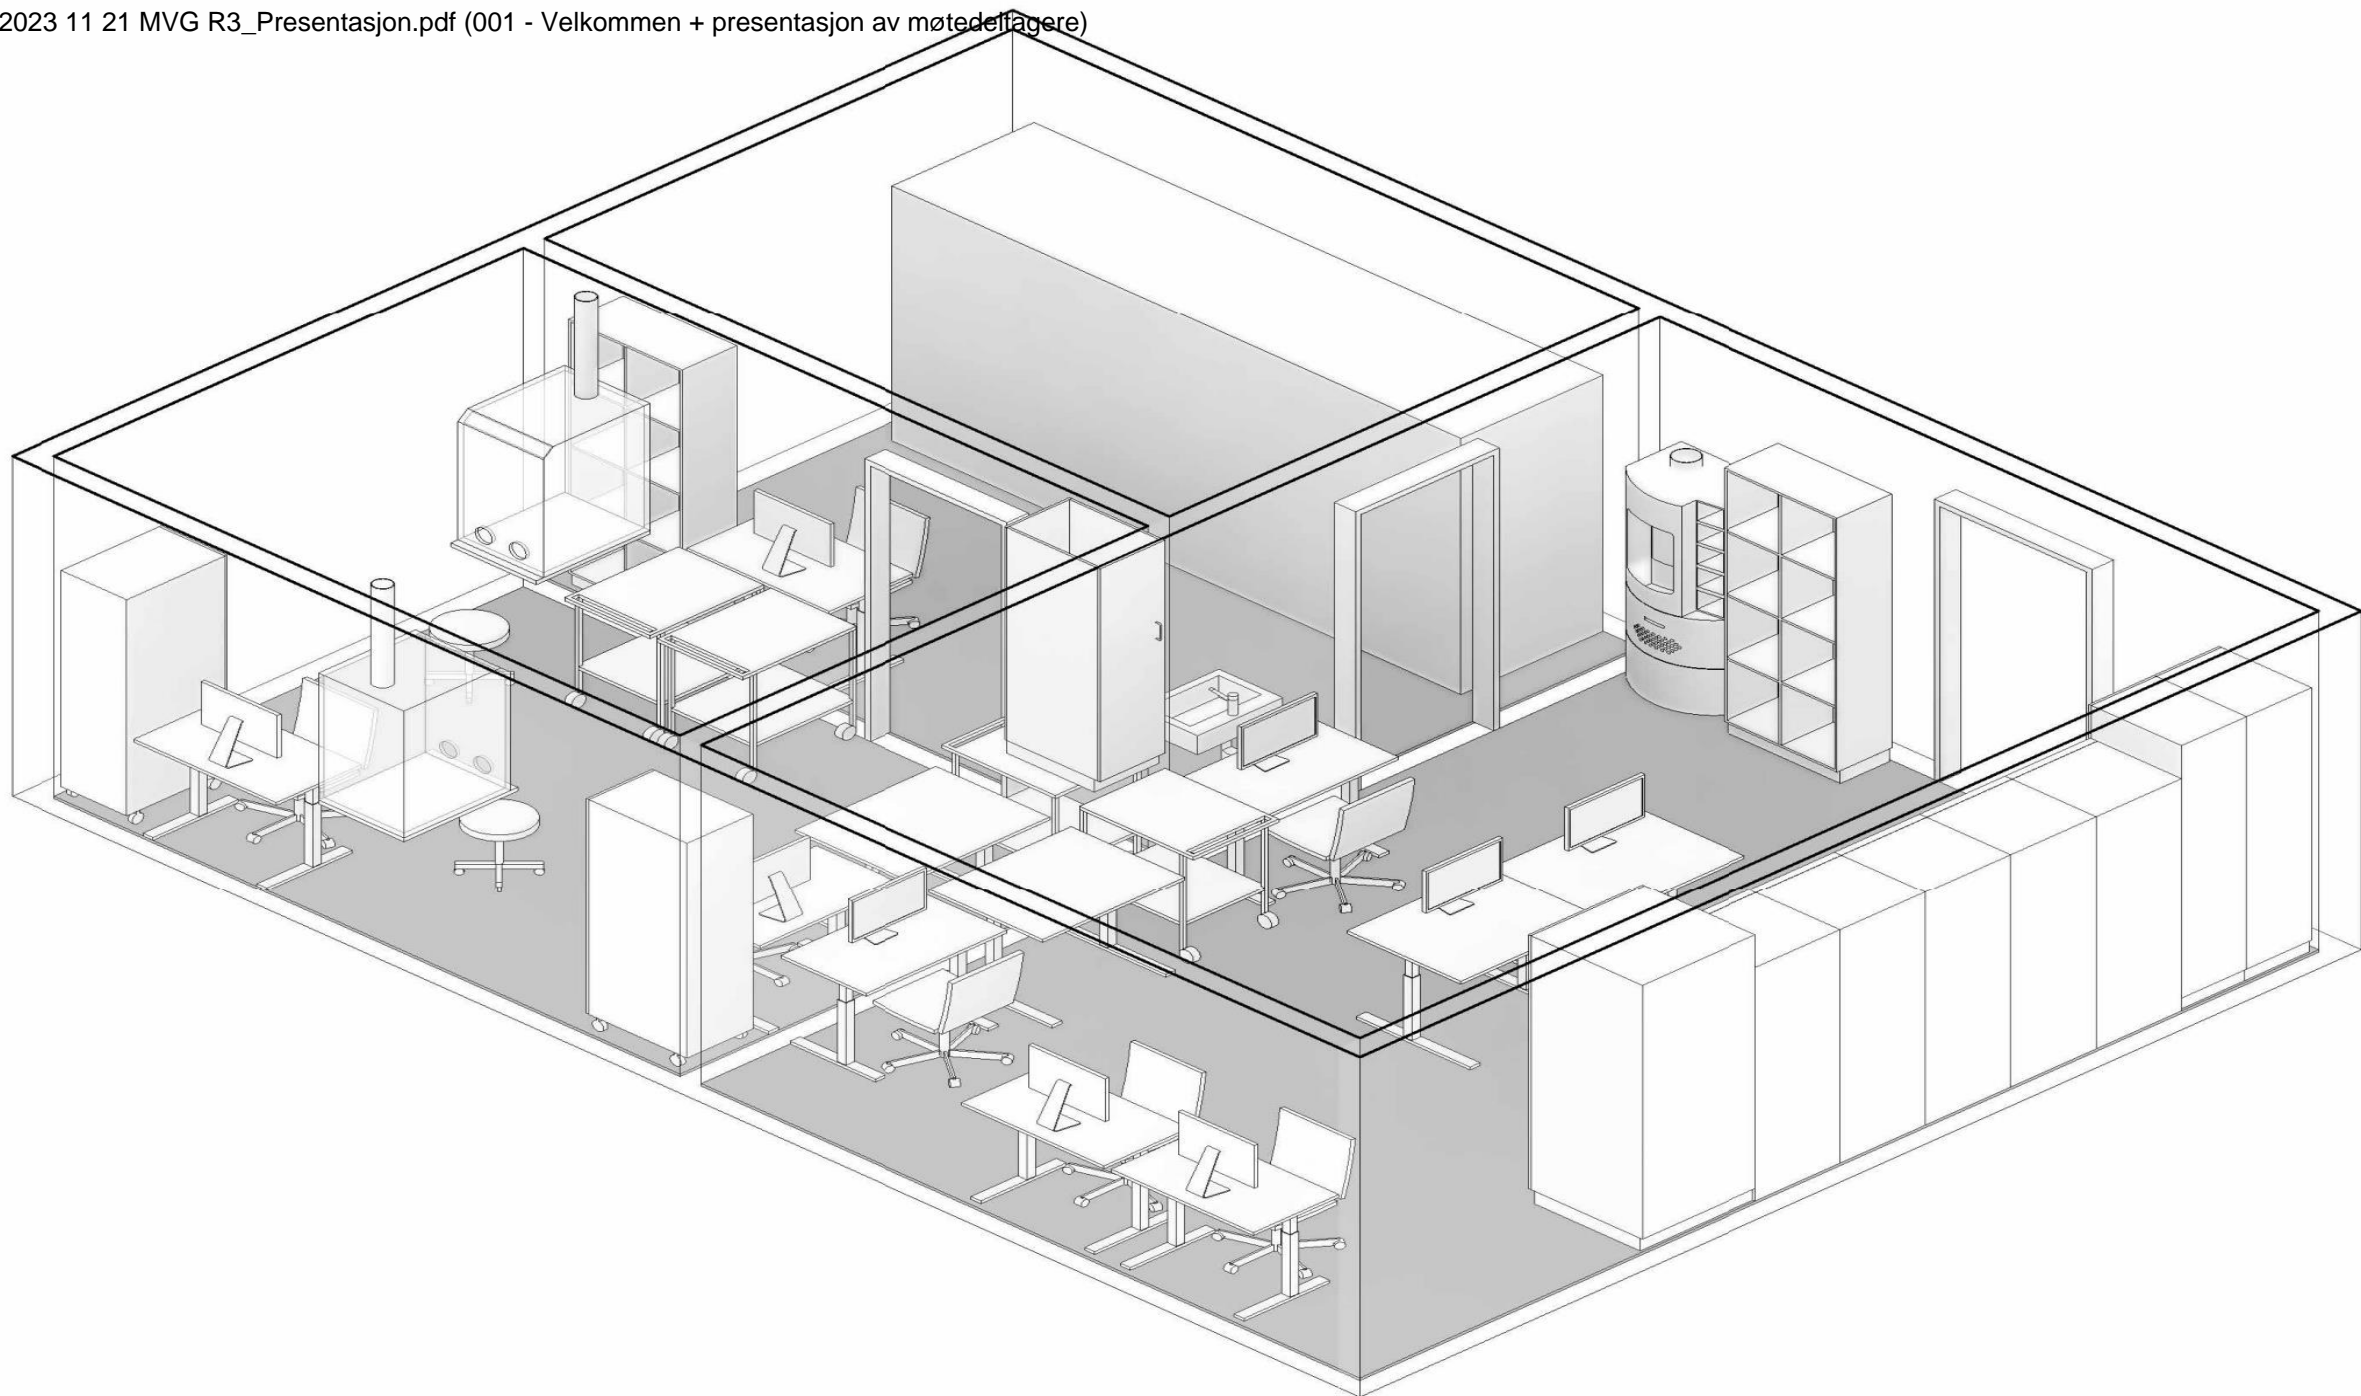 2023 11 21 MVG R3_Presentasjon.pdf (001 - Velkommen + presentasjon av møtedeltagere)